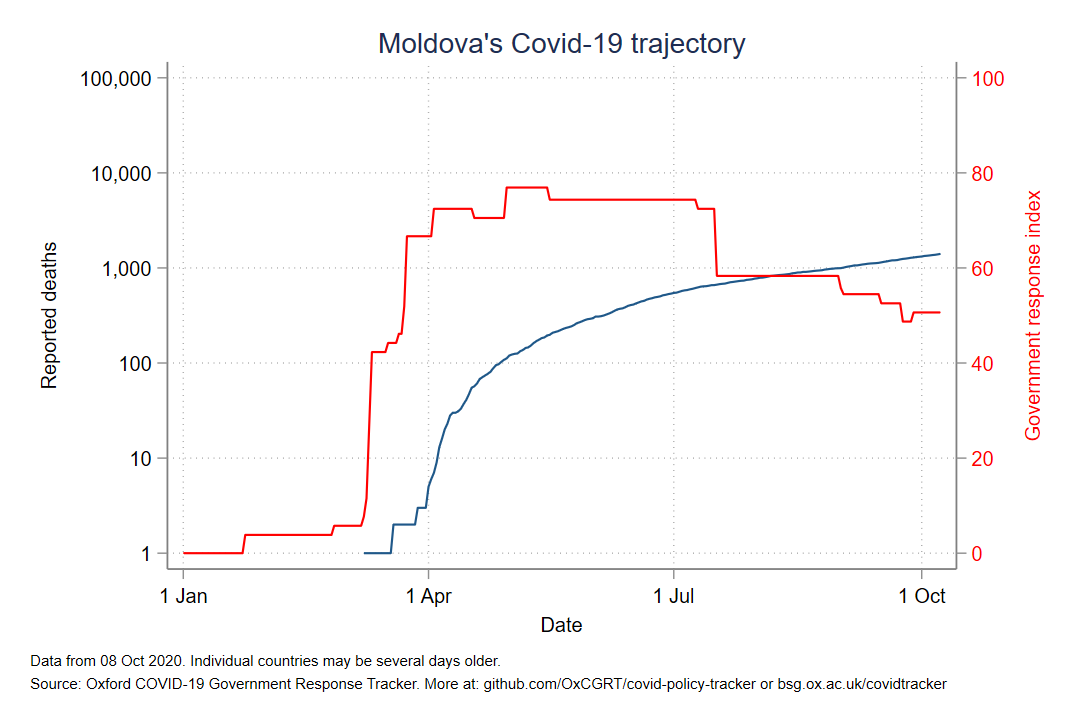 Moldova's Covid-19 trajectory
100,000
10,000
1,000
100
10
1
Reported deaths
100
80
60
40
20
0
Government response index
1 Jan
1 Apr
1 Jul
1 Oct
Date
Data from 08 Oct 2020. Individual countries may be several days older.
Source: Oxford COVID-19 Government Response Tracker. More at: github.com/OxCGRT/covid-policy-tracker or bsg.ox.ac.uk/covidtracker